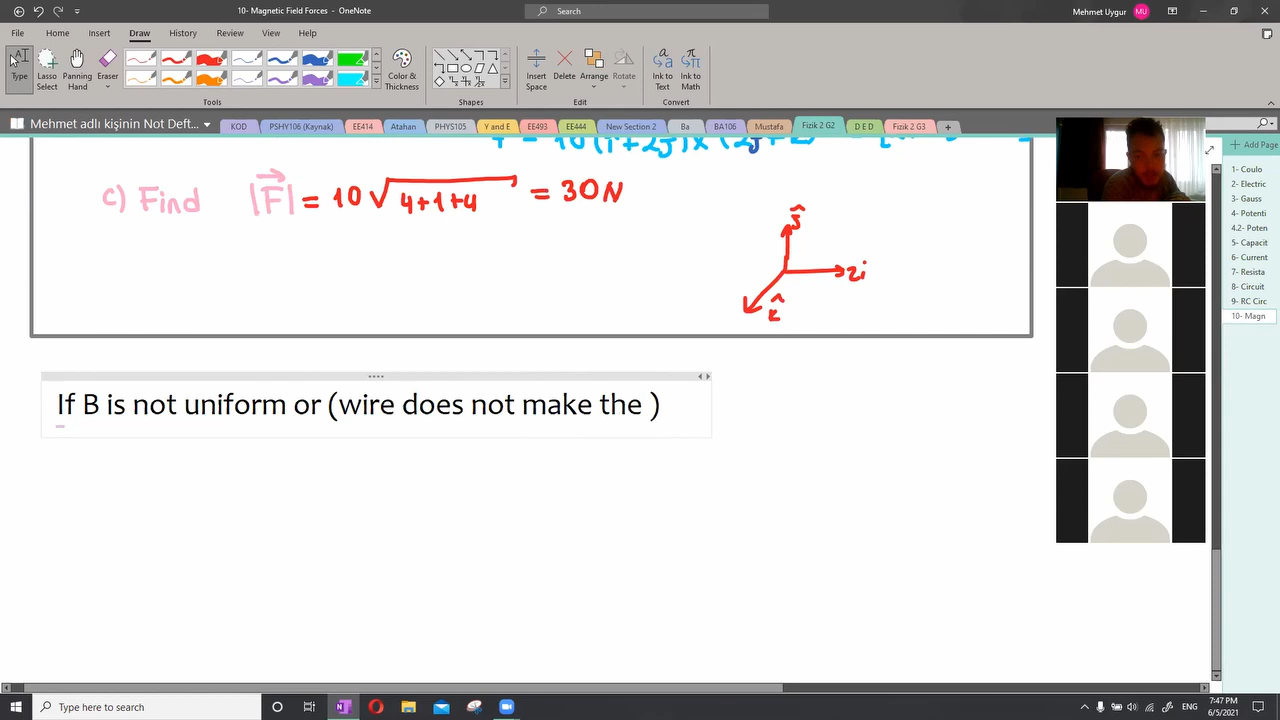 10- Magnetic Field Forces - OneNote
Search
Mehmet Uygur MU
File Home Insert Draw History Review View Help
Type
Lasso Select
Panning Hand
Eraser
Color & Thickness
Insert Space
Delete
Arrange
Rotate
Ink to Text
Ink to Math
Tools
Shapes
Edit
Convert
Mehmet adlı kişinin Not Deft...
KOD PSHY106 (Kaynak) EE414 Atahan PHYS105 Y and E EE493 EE444 New Section 2 Ba BA106 Mustafa Fizik 2 G2 D E D Fizik 2 G3 +
Add Page
1- Coulo
2- Electric
3- Gauss
4- Potenti
4.2- Poten
5- Capacit
6- Current
7- Resista
8- Circuit
9- RC Circ
10- Magn
c) Find |F| = 10 √4+1+4 = 30N
ĵ
2i
k̂
If B is not uniform or (wire does not make the )
Type here to search
ENG
7:47 PM
6/5/2021